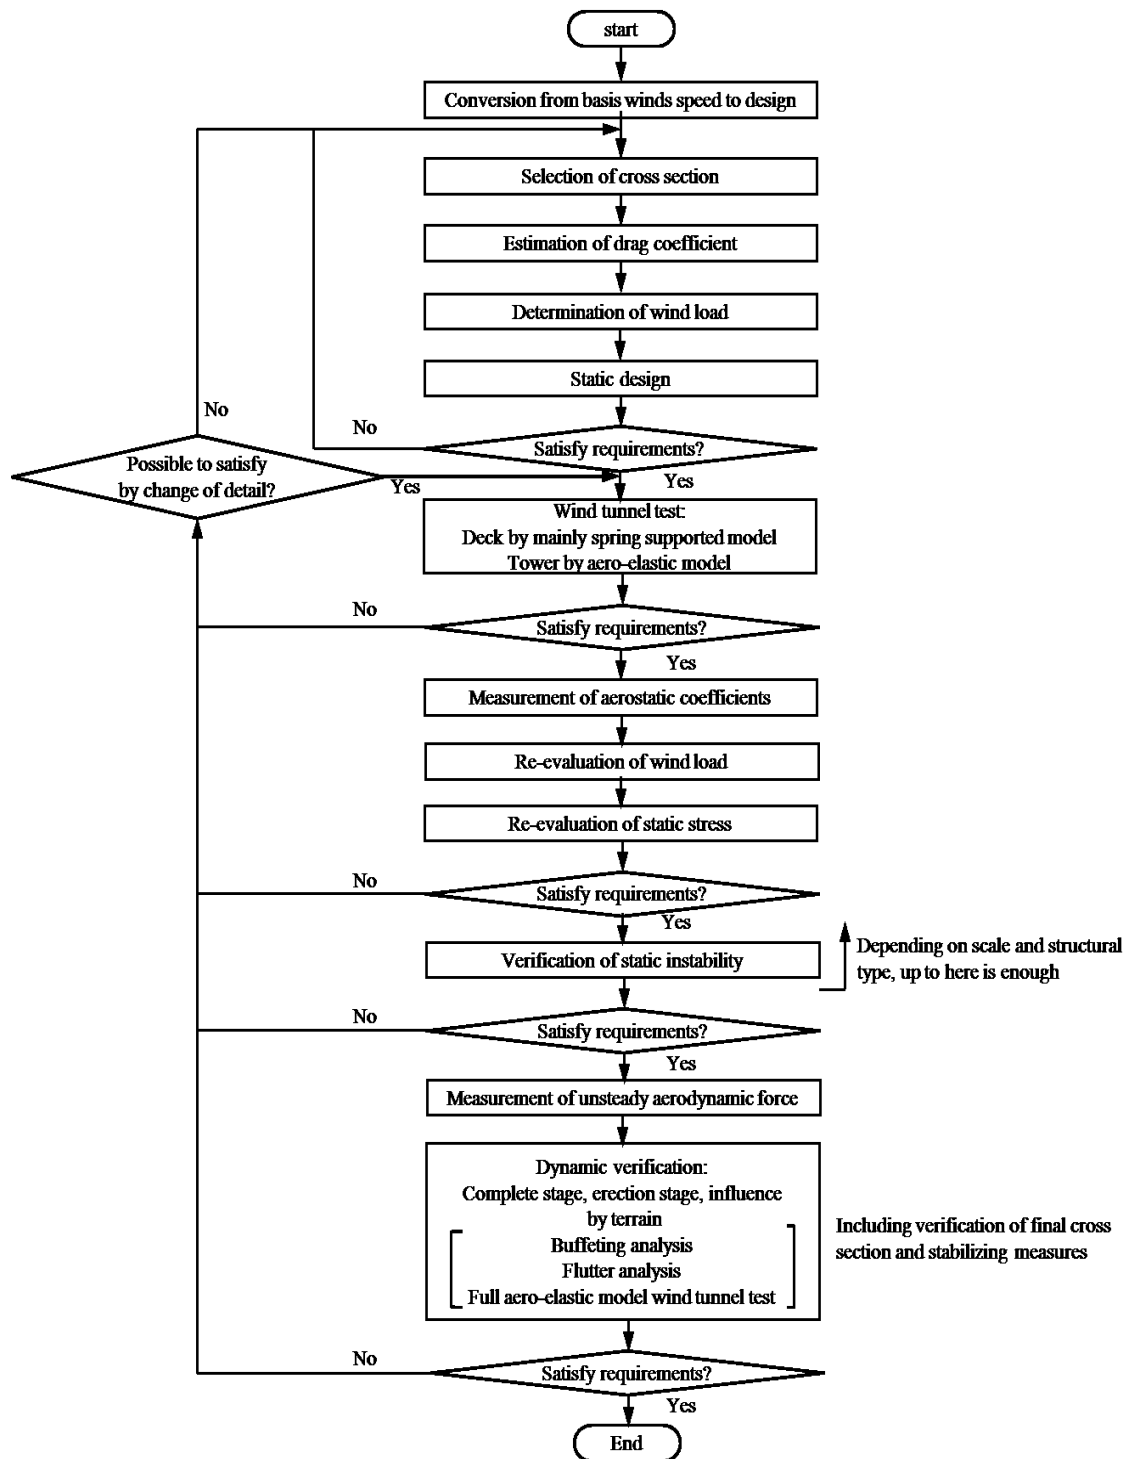 start
Conversion from basis winds speed to design
Selection of cross section
Estimation of drag coefficient
Determination of wind load
Static design
No
No
Satisfy requirements?
Possible to satisfy
by change of detail?
Yes
Yes
Wind tunnel test:
Deck by mainly spring supported model
Tower by aero-elastic model
No
Satisfy requirements?
Yes
Measurement of aerostatic coefficients
Re-evaluation of wind load
Re-evaluation of static stress
No
Satisfy requirements?
Yes
Verification of static instability
Depending on scale and structural
type, up to here is enough
No
Satisfy requirements?
Yes
Measurement of unsteady aerodynamic force
Dynamic verification:
Complete stage, erection stage, influence
by terrain
Buffeting analysis
Flutter analysis
Full aero-elastic model wind tunnel test
Including verification of final cross
section and stabilizing measures
No
Satisfy requirements?
Yes
End